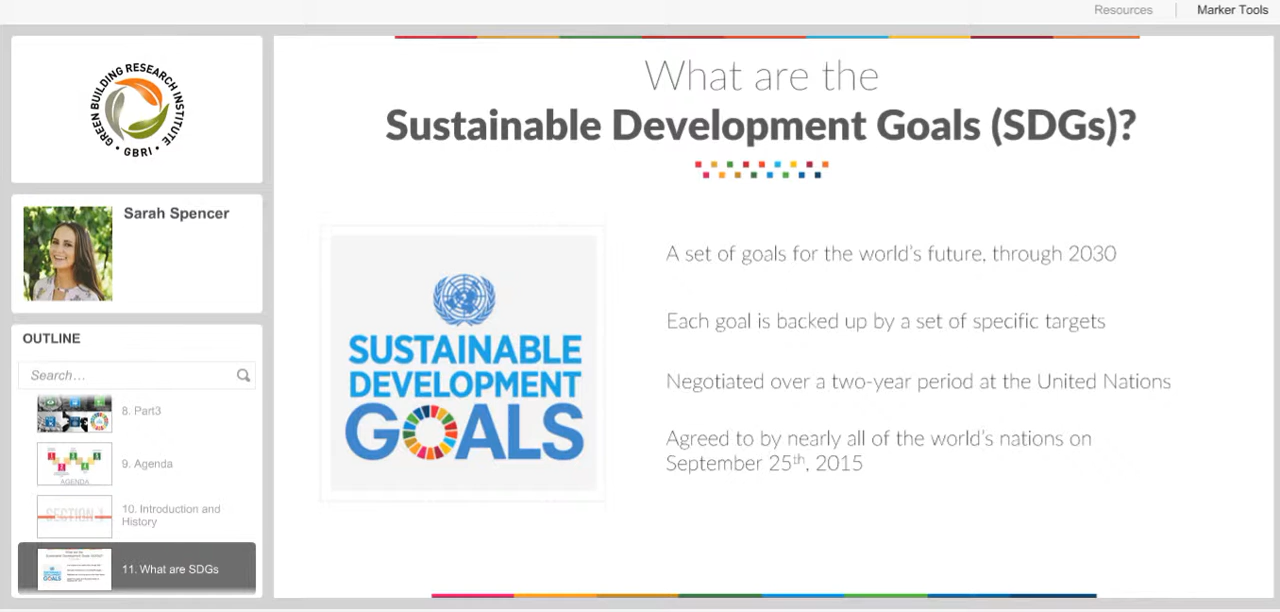 Resources
Marker Tools
GREEN BUILDING RESEARCH INSTITUTE
• GBRI •
Sarah Spencer
OUTLINE
Search...
8. Part3
9. Agenda
AGENDA
10. Introduction and
History
SECTION 1
11. What are SDGs
What are the
Sustainable Development Goals (SDGs)?
SUSTAINABLE
DEVELOPMENT
GOALS
A set of goals for the world's future, through 2030
Each goal is backed up by a set of specific targets
Negotiated over a two-year period at the United Nations
Agreed to by nearly all of the world's nations on
September 25th, 2015